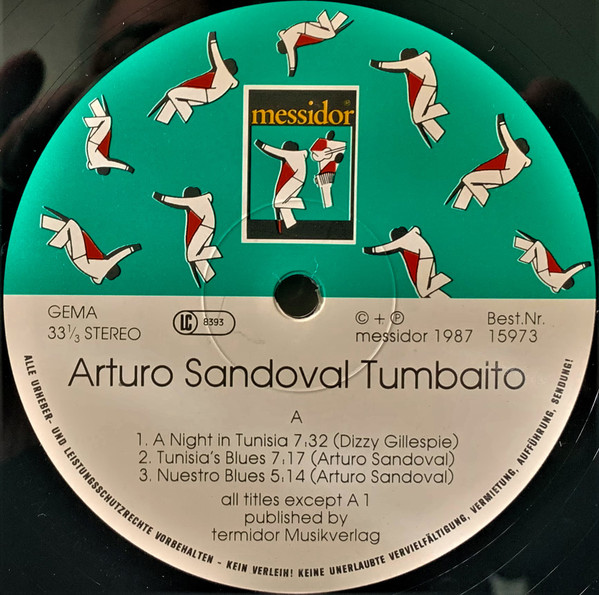 messidor®
GEMA
33⅓ STEREO
LC 8393
© + ℗
messidor 1987
Best.Nr.
15973
Arturo Sandoval Tumbaito
A
1. A Night in Tunisia 7:32 (Dizzy Gillespie)
2. Tunisia's Blues 7:17 (Arturo Sandoval)
3. Nuestro Blues 5:14 (Arturo Sandoval)
all titles except A 1
published by
termidor Musikverlag
ALLE URHEBER- UND LEISTUNGSSCHUTZRECHTE VORBEHALTEN - KEIN VERLEIH! KEINE UNERLAUBTE VERVIELFÄLTIGUNG, VERMIETUNG, AUFFÜHRUNG, SENDUNG!